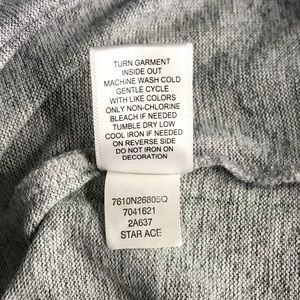 TURN GARMENT
INSIDE OUT
MACHINE WASH COLD
GENTLE CYCLE
WITH LIKE COLORS
ONLY NON-CHLORINE
BLEACH IF NEEDED
TUMBLE DRY LOW
COOL IRON IF NEEDED
ON REVERSE SIDE
DO NOT IRON ON
DECORATION
7610N26805Q
7041621
2A637
STAR ACE